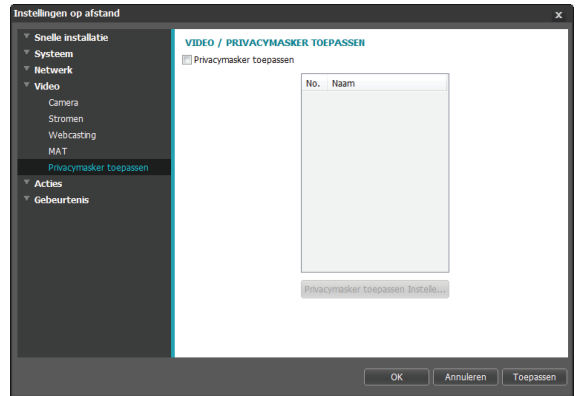 Instellingen op afstand
x
Snelle installatie
Systeem
Netwerk
Video
Camera
Stromen
Webcasting
MAT
Privacymasker toepassen
Acties
Gebeurtenis
VIDEO / PRIVACYMASKER TOEPASSEN
Privacymasker toepassen
No. Naam
Privacymasker toepassen Instelle...
OK Annuleren Toepassen